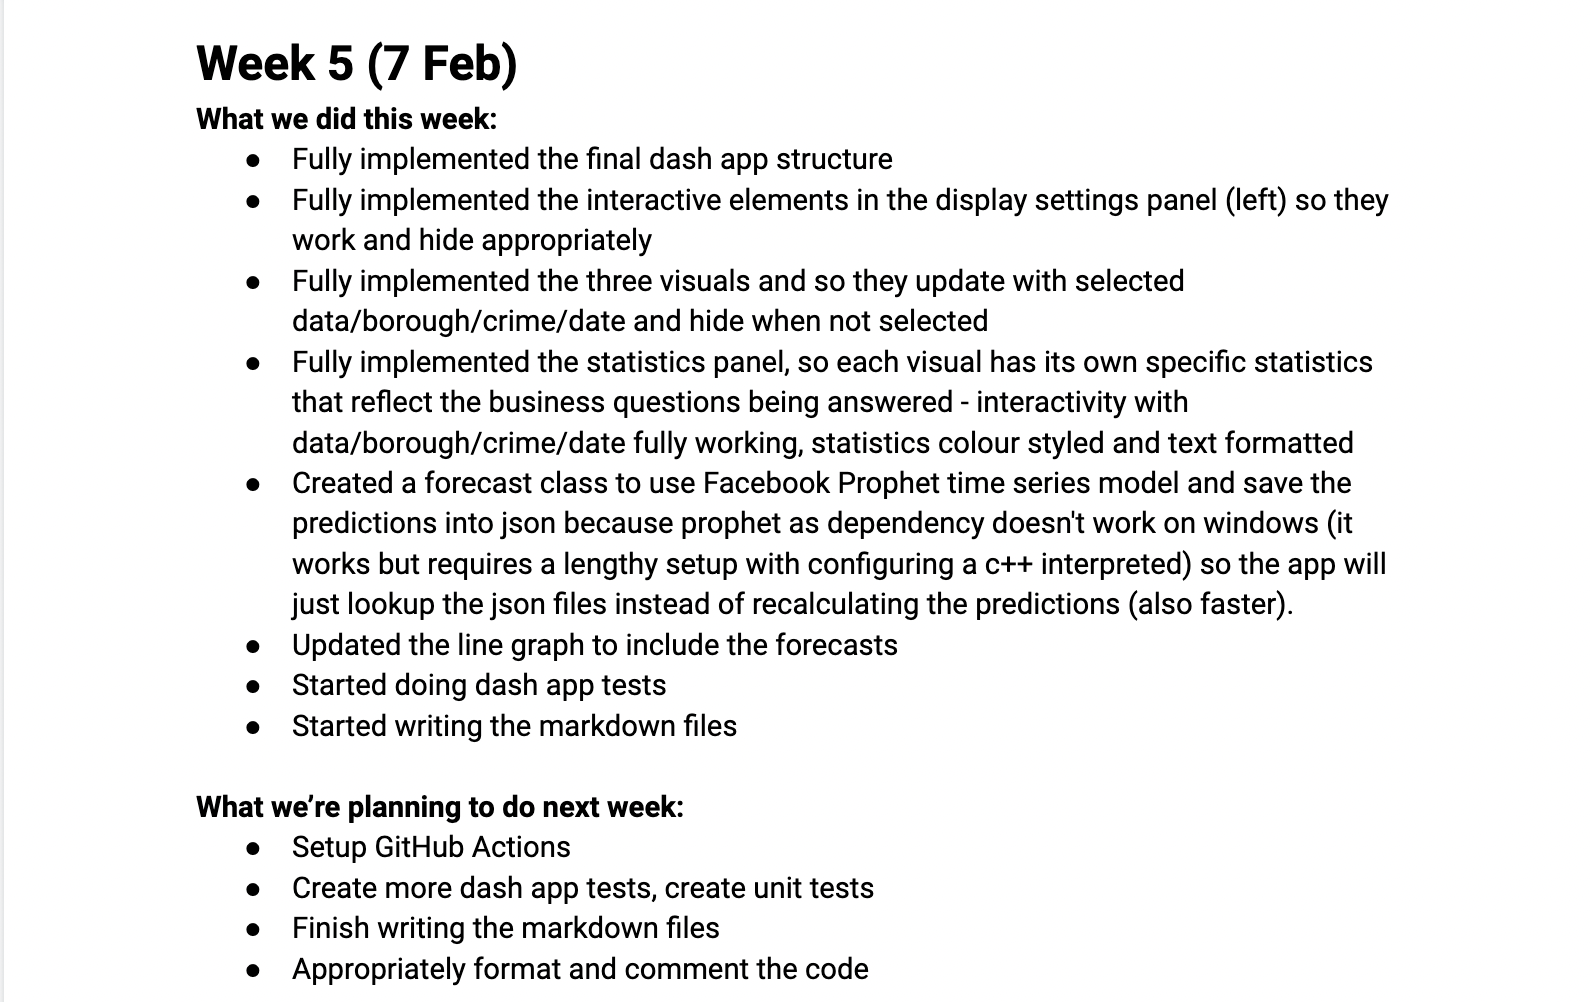 Week 5 (7 Feb)
What we did this week:
● Fully implemented the final dash app structure
● Fully implemented the interactive elements in the display settings panel (left) so they
work and hide appropriately
● Fully implemented the three visuals and so they update with selected
data/borough/crime/date and hide when not selected
● Fully implemented the statistics panel, so each visual has its own specific statistics
that reflect the business questions being answered - interactivity with
data/borough/crime/date fully working, statistics colour styled and text formatted
● Created a forecast class to use Facebook Prophet time series model and save the
predictions into json because prophet as dependency doesn't work on windows (it
works but requires a lengthy setup with configuring a c++ interpreted) so the app will
just lookup the json files instead of recalculating the predictions (also faster).
● Updated the line graph to include the forecasts
● Started doing dash app tests
● Started writing the markdown files
What we’re planning to do next week:
● Setup GitHub Actions
● Create more dash app tests, create unit tests
● Finish writing the markdown files
● Appropriately format and comment the code